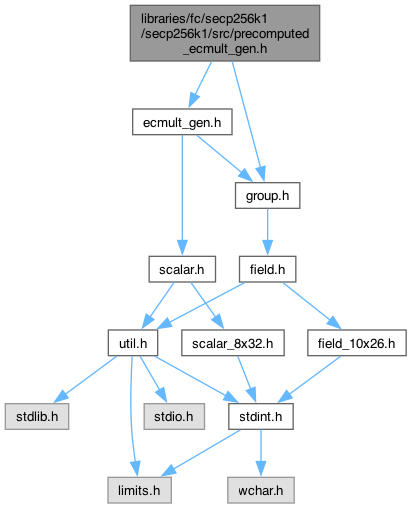 libraries/fc/secp256k1
/secp256k1/src/precomputed
_ecmult_gen.h
ecmult_gen.h
group.h
scalar.h
field.h
util.h
scalar_8x32.h
field_10x26.h
stdlib.h
stdio.h
stdint.h
limits.h
wchar.h